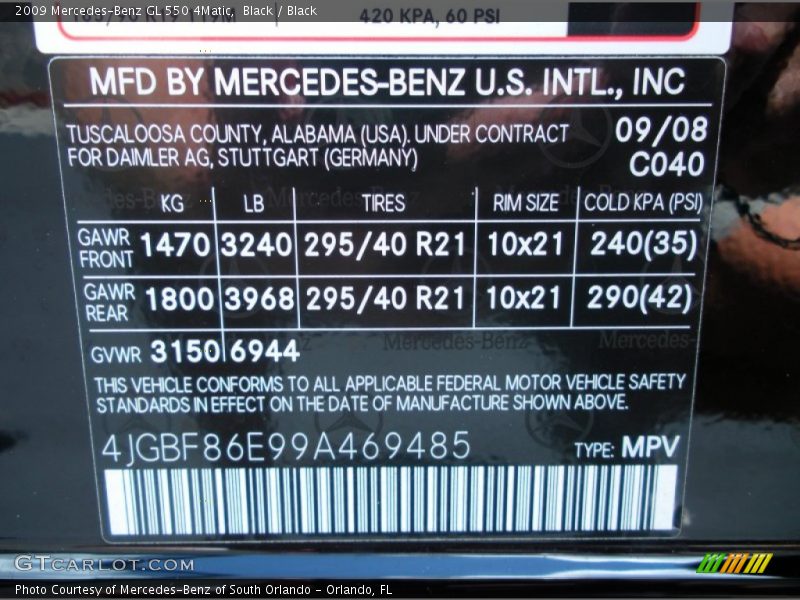 2009 Mercedes-Benz GL 550 4Matic,  Black / Black
420 KPA, 60 PSI
MFD BY MERCEDES-BENZ U.S. INTL., INC
TUSCALOOSA COUNTY, ALABAMA (USA). UNDER CONTRACT
FOR DAIMLER AG, STUTTGART (GERMANY)
09/08
C040
KG LB TIRES RIM SIZE COLD KPA (PSI)
GAWR FRONT 1470 3240 295/40 R21 10x21 240(35)
GAWR REAR 1800 3968 295/40 R21 10x21 290(42)
GVWR 3150 6944
THIS VEHICLE CONFORMS TO ALL APPLICABLE FEDERAL MOTOR VEHICLE SAFETY
STANDARDS IN EFFECT ON THE DATE OF MANUFACTURE SHOWN ABOVE.
4JGBF86E99A469485 TYPE: MPV
GTCARLOT.COM
Photo Courtesy of Mercedes-Benz of South Orlando - Orlando, FL